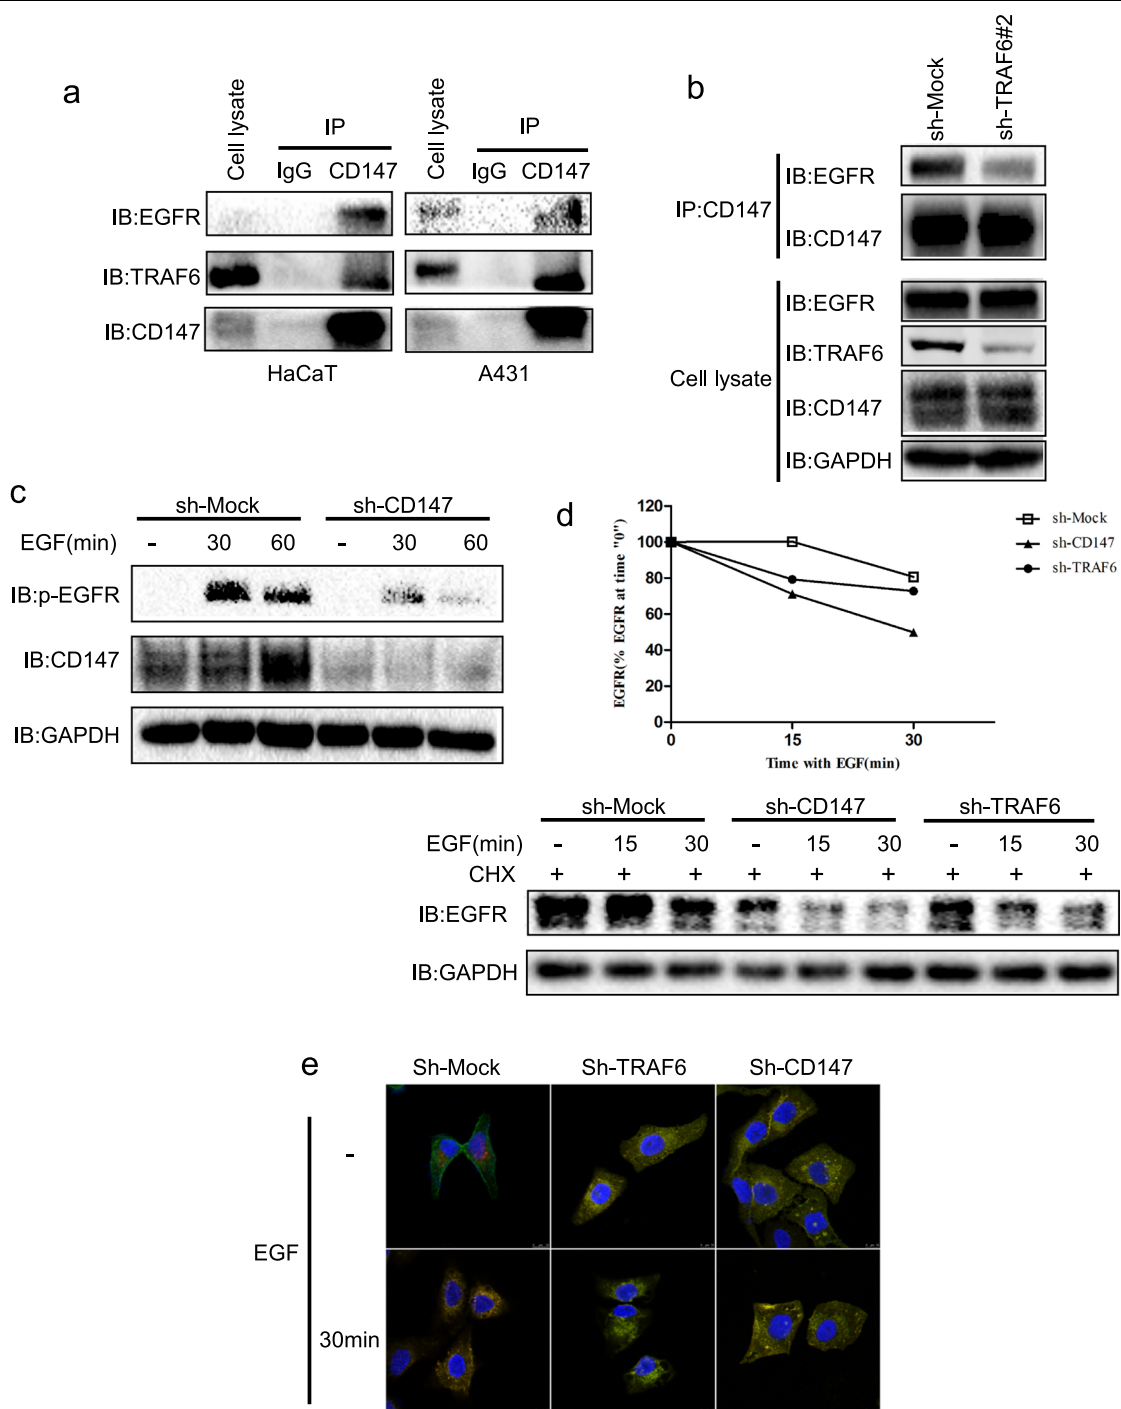 a
Cell lysate
IP
IgG CD147
Cell lysate
IP
IgG CD147
IB:EGFR
IB:TRAF6
IB:CD147
HaCaT
A431
b
sh-Mock
sh-TRAF6#2
IP:CD147
IB:EGFR
IB:CD147
Cell lysate
IB:EGFR
IB:TRAF6
IB:CD147
IB:GAPDH
c
sh-Mock sh-CD147
EGF(min) - 30 60 - 30 60
IB:p-EGFR
IB:CD147
IB:GAPDH
d
EGFR(% EGFR at time "0")
120
100
80
60
40
20
0
0 15 30
Time with EGF(min)
sh-Mock
sh-CD147
sh-TRAF6
sh-Mock sh-CD147 sh-TRAF6
EGF(min) - 15 30 - 15 30 - 15 30
CHX + + + + + + + + +
IB:EGFR
IB:GAPDH
e
Sh-Mock Sh-TRAF6 Sh-CD147
EGF
-
30min